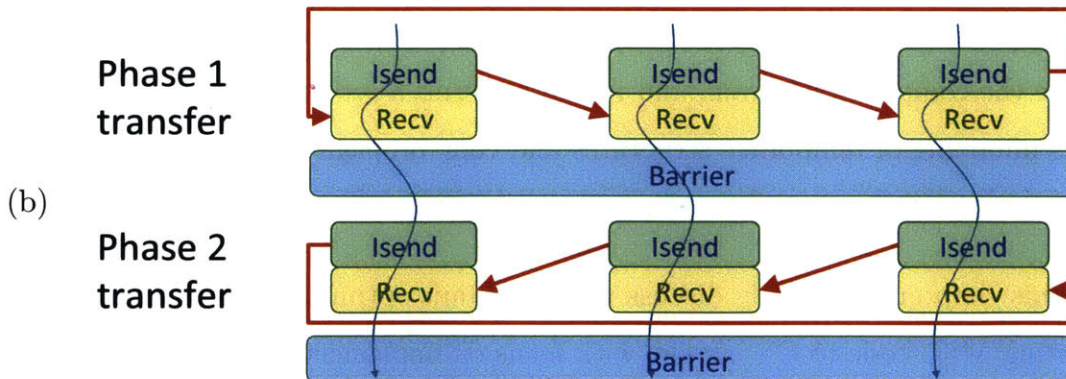 Phase 1
transfer
Isend Isend Isend
Recv Recv Recv
Barrier
(b)
Phase 2
transfer
Isend Isend Isend
Recv Recv Recv
Barrier